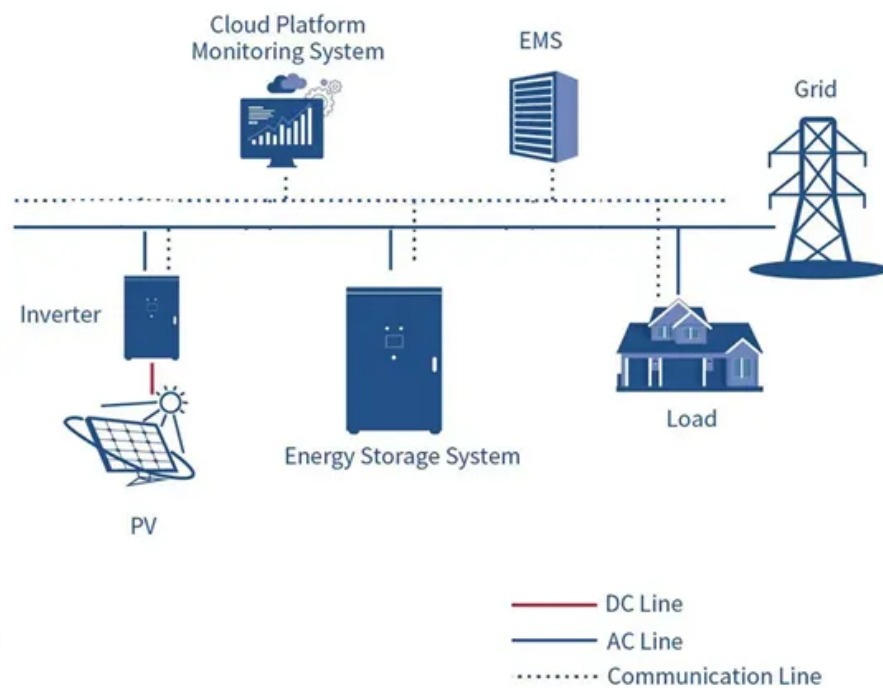 Cloud Platform
Monitoring System
EMS
Grid
Inverter
Load
Energy Storage System
PV
DC Line
AC Line
Communication Line